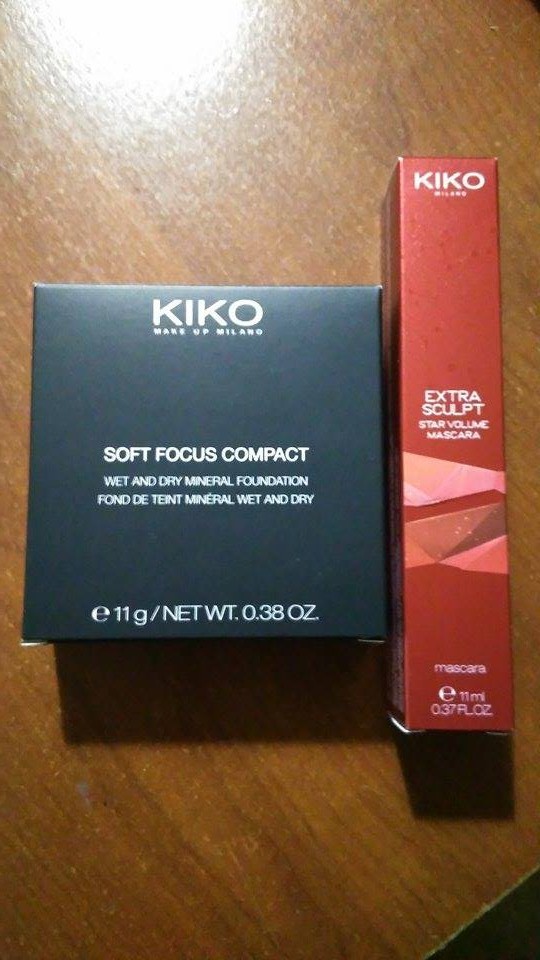 KIKO
MAKE UP MILANO
SOFT FOCUS COMPACT
WET AND DRY MINERAL FOUNDATION
FOND DE TEINT MINÉRAL WET AND DRY
℮ 11 g / NET WT. 0.38 OZ.
KIKO
MILANO
EXTRA
SCULPT
STAR VOLUME
MASCARA
mascara
℮ 11 ml
0.37 FL.OZ.